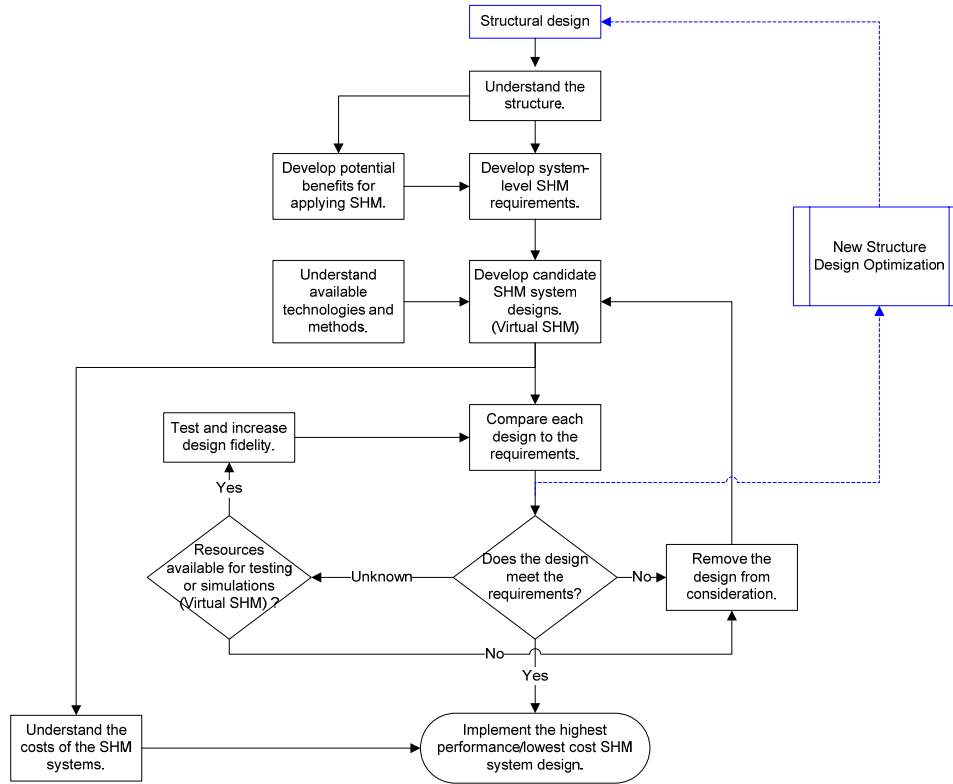 Structural design
Understand the
structure.
Develop potential
benefits for
applying SHM.
Develop system-
level SHM
requirements.
New Structure
Design Optimization
Understand
available
technologies and
methods.
Develop candidate
SHM system
designs.
(Virtual SHM)
Test and increase
design fidelity.
Compare each
design to the
requirements.
Yes
Resources
available for testing
or simulations
(Virtual SHM) ?
Unknown
Does the design
meet the
requirements?
No
Remove the
design from
consideration.
No
Yes
Understand the
costs of the SHM
systems.
Implement the highest
performance/lowest cost SHM
system design.